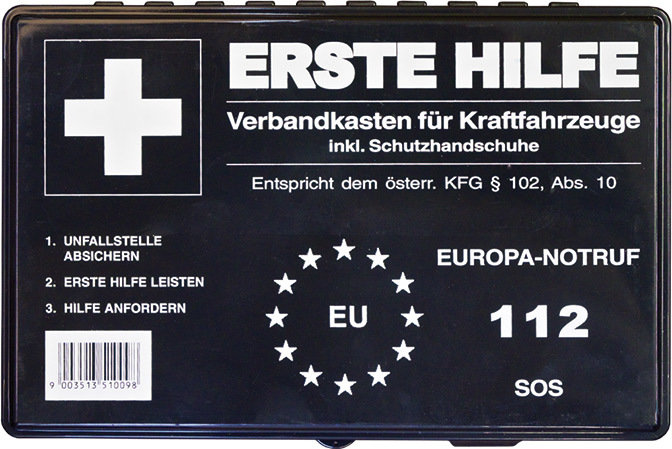 ERSTE HILFE
Verbandkasten für Kraftfahrzeuge
inkl. Schutzhandschuhe
Entspricht dem österr. KFG § 102, Abs. 10
1. UNFALLSTELLE
ABSICHERN
2. ERSTE HILFE LEISTEN
3. HILFE ANFORDERN
9 003513 510098
EU
EUROPA-NOTRUF
112
SOS